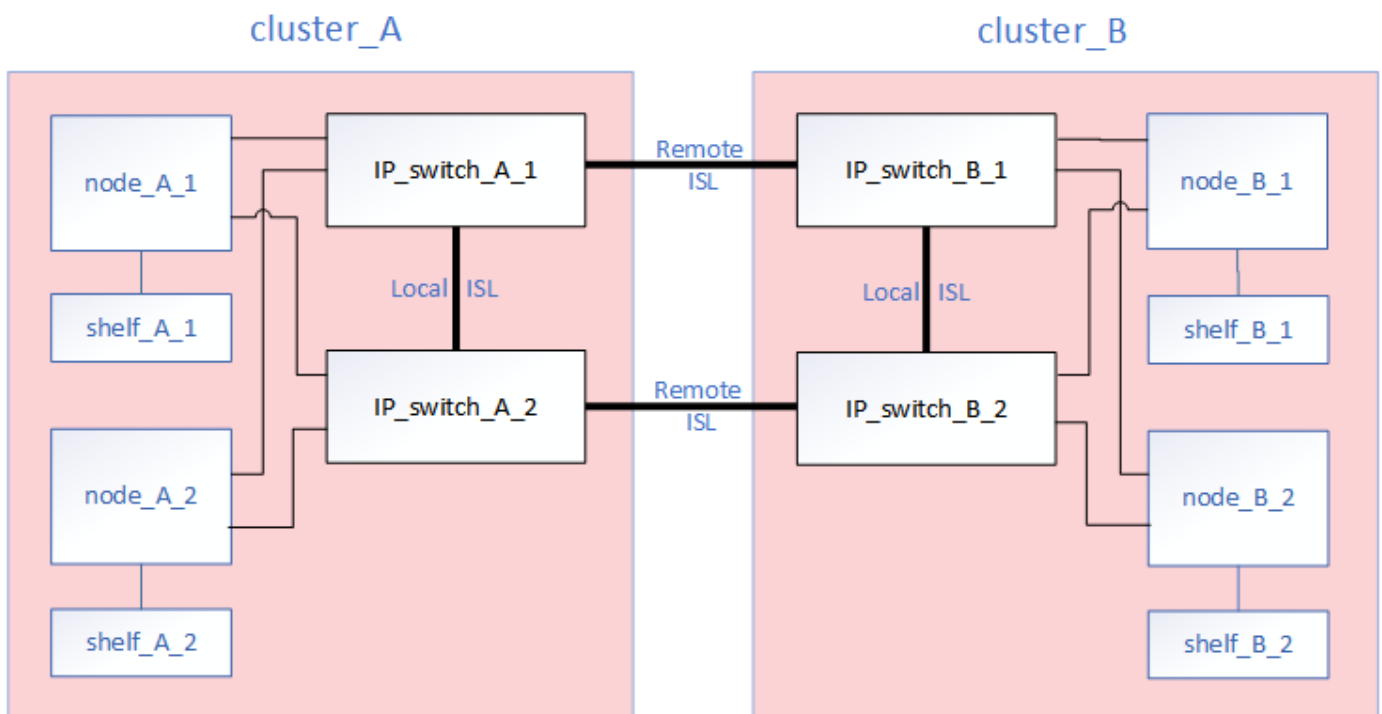 cluster_A
cluster_B
node_A_1
IP_switch_A_1
Remote
ISL
IP_switch_B_1
node_B_1
shelf_A_1
Local ISL
Local ISL
shelf_B_1
IP_switch_A_2
Remote
ISL
IP_switch_B_2
node_A_2
node_B_2
shelf_A_2
shelf_B_2